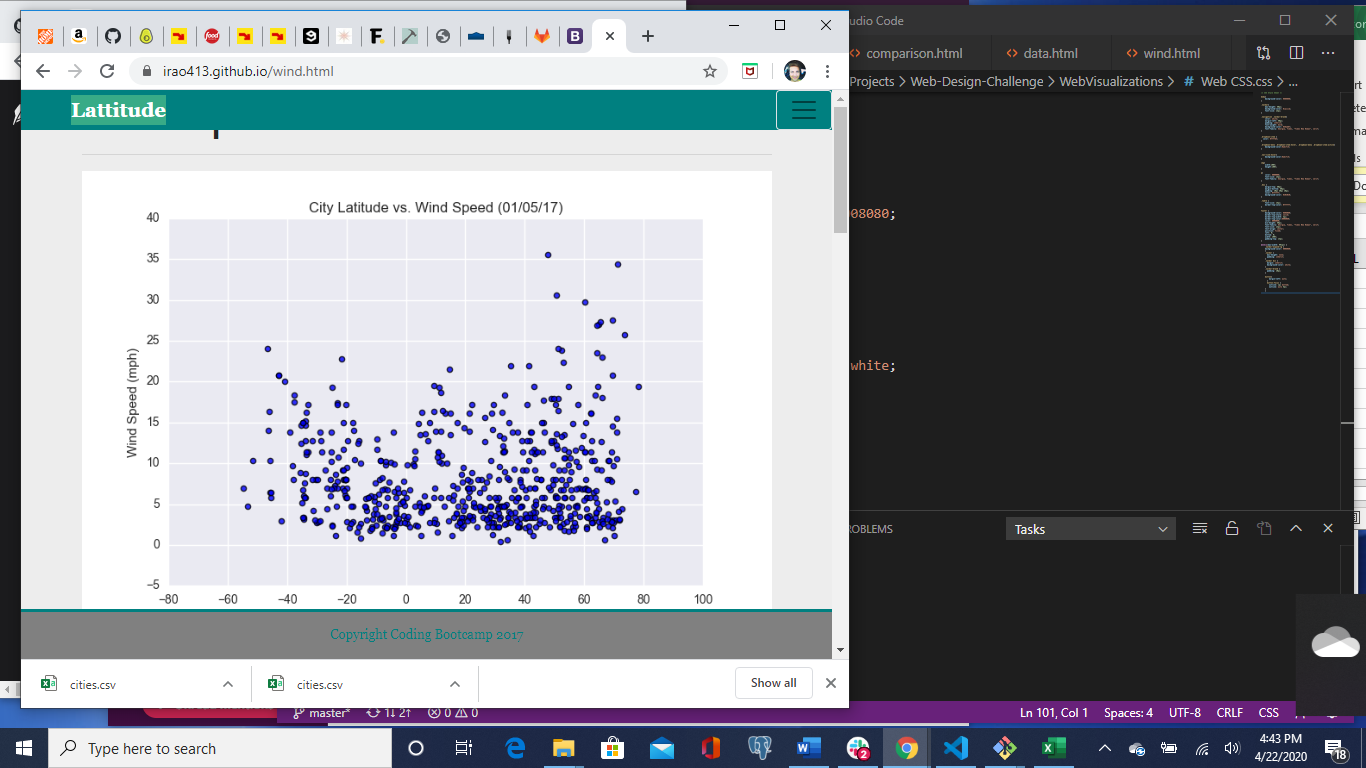 udio Code
comparison.html
data.html
wind.html
irao413.github.io/wind.html
Projects > Web-Design-Challenge > WebVisualizations > # Web CSS.css > ...
Lattitude
City Latitude vs. Wind Speed (01/05/17)
40
35
30
25
20
15
10
5
0
−5
Wind Speed (mph)
−80 −60 −40 −20 0 20 40 60 80 100
08080;
white;
ROBLEMS
Tasks
Copyright Coding Bootcamp 2017
cities.csv
cities.csv
Show all
master*
1↓ 2↑
0
0
Ln 101, Col 1
Spaces: 4
UTF-8
CRLF
CSS
Type here to search
2
4:43 PM
4/22/2020
18